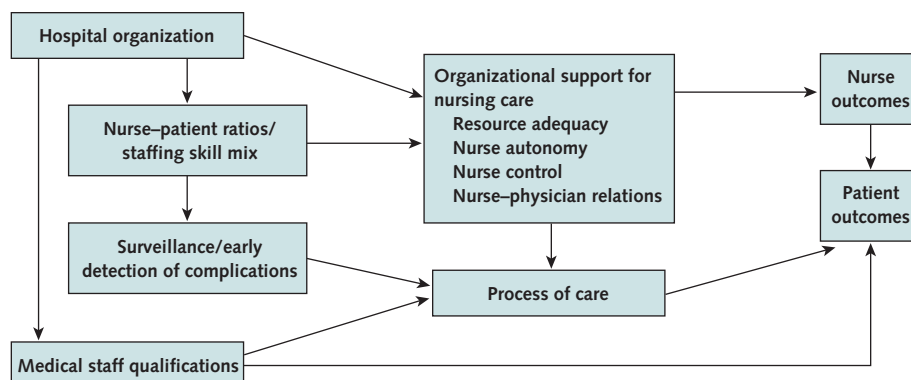 Hospital organization
Nurse–patient ratios/
staffing skill mix
Surveillance/early
detection of complications
Medical staff qualifications
Organizational support for
nursing care
Resource adequacy
Nurse autonomy
Nurse control
Nurse–physician relations
Process of care
Nurse
outcomes
Patient
outcomes